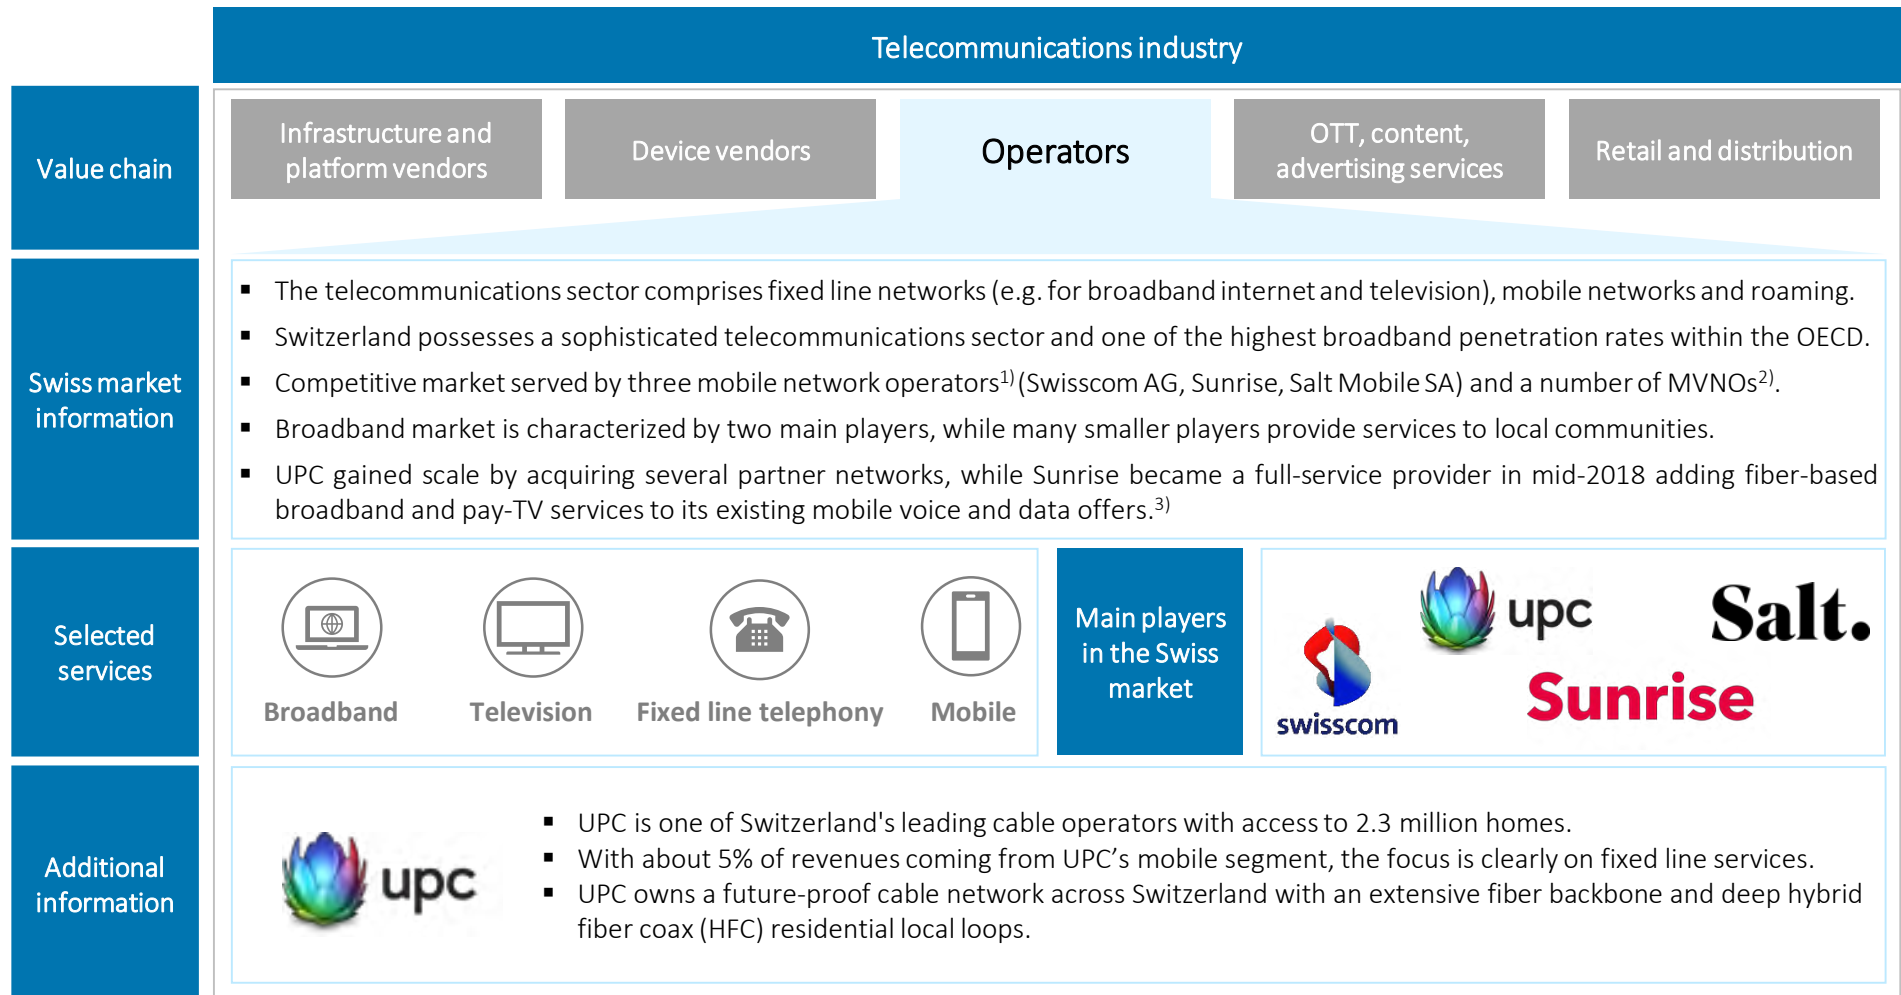 Telecommunications industry
Value chain
Infrastructure and
platform vendors
Device vendors
Operators
OTT, content,
advertising services
Retail and distribution
Swiss market
information
▪ The telecommunications sector comprises fixed line networks (e.g. for broadband internet and television), mobile networks and roaming.
▪ Switzerland possesses a sophisticated telecommunications sector and one of the highest broadband penetration rates within the OECD.
▪ Competitive market served by three mobile network operators1) (Swisscom AG, Sunrise, Salt Mobile SA) and a number of MVNOs2).
▪ Broadband market is characterized by two main players, while many smaller players provide services to local communities.
▪ UPC gained scale by acquiring several partner networks, while Sunrise became a full-service provider in mid-2018 adding fiber-based
broadband and pay-TV services to its existing mobile voice and data offers.3)
Selected
services
Broadband
Television
Fixed line telephony
Mobile
Main players
in the Swiss
market
swisscom
upc
Salt.
Sunrise
Additional
information
upc
▪ UPC is one of Switzerland's leading cable operators with access to 2.3 million homes.
▪ With about 5% of revenues coming from UPC’s mobile segment, the focus is clearly on fixed line services.
▪ UPC owns a future-proof cable network across Switzerland with an extensive fiber backbone and deep hybrid
fiber coax (HFC) residential local loops.